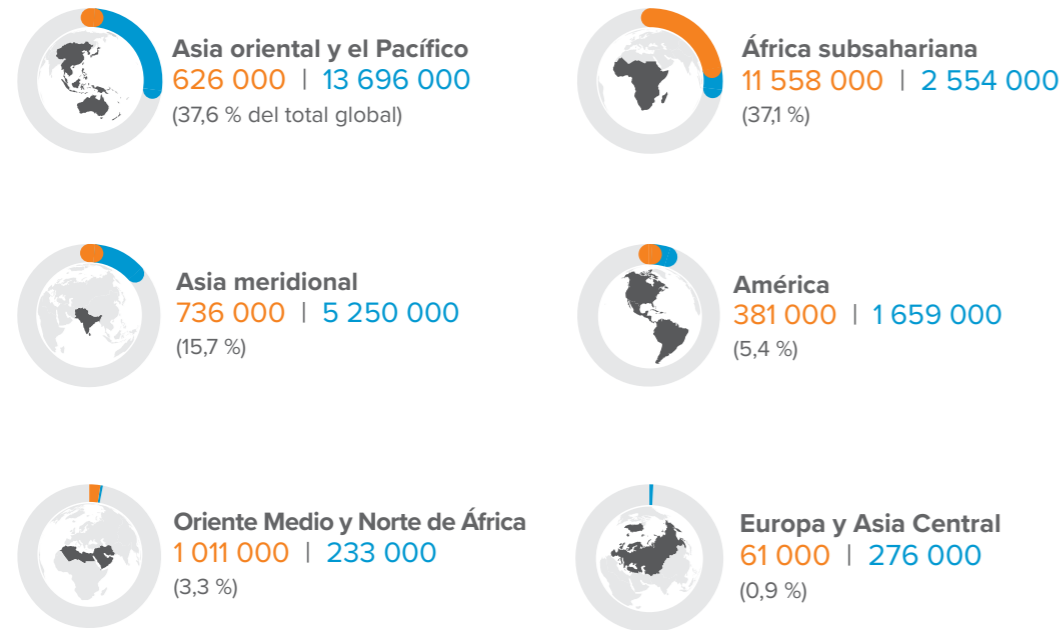 Asia oriental y el Pacífico
626 000 | 13 696 000
(37,6 % del total global)
África subsahariana
11 558 000 | 2 554 000
(37,1 %)
Asia meridional
736 000 | 5 250 000
(15,7 %)
América
381 000 | 1 659 000
(5,4 %)
Oriente Medio y Norte de África
1 011 000 | 233 000
(3,3 %)
Europa y Asia Central
61 000 | 276 000
(0,9 %)